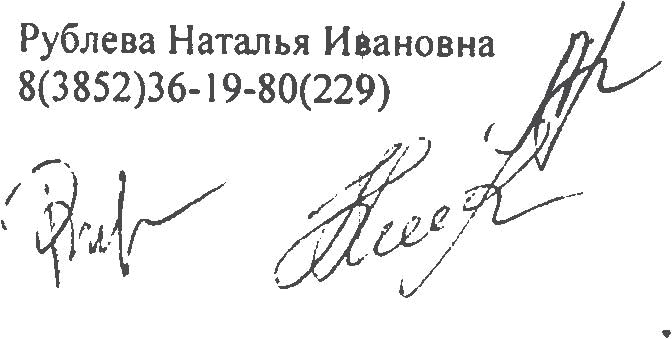 Рублева Наталья Ивановна
8(3852)36-19-80(229)